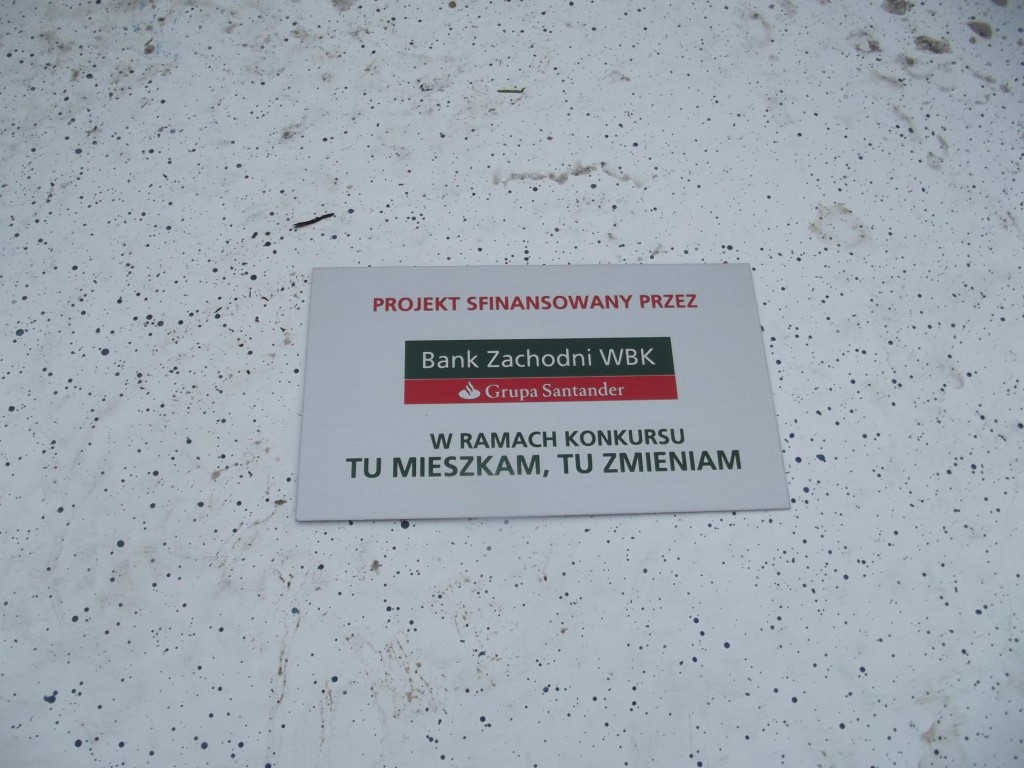 PROJEKT SFINANSOWANY PRZEZ
Bank Zachodni WBK
Grupa Santander
W RAMACH KONKURSU
TU MIESZKAM, TU ZMIENIAM